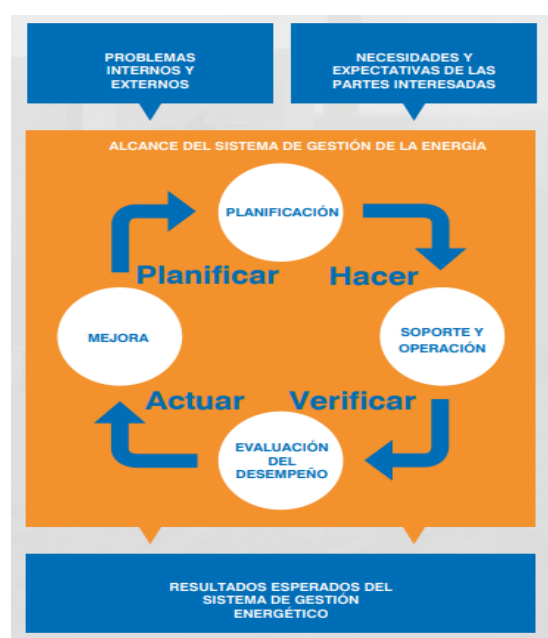 PROBLEMAS
INTERNOS Y
EXTERNOS
NECESIDADES Y
EXPECTATIVAS DE LAS
PARTES INTERESADAS
ALCANCE DEL SISTEMA DE GESTIÓN DE LA ENERGÍA
PLANIFICACIÓN
Planificar
Hacer
MEJORA
SOPORTE Y
OPERACIÓN
Actuar
Verificar
EVALUACIÓN
DEL
DESEMPEÑO
RESULTADOS ESPERADOS DEL
SISTEMA DE GESTIÓN
ENERGÉTICO